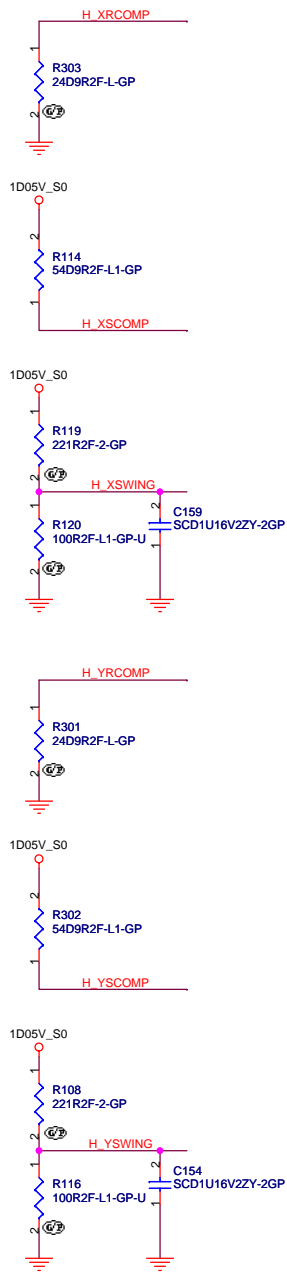 H_XRCOMP
1
R303
24D9R2F-L-GP
2
G/P
1D05V_S0
2
R114
54D9R2F-L1-GP
1
H_XSCOMP
1D05V_S0
1
R119
221R2F-2-GP
2
G/P
H_XSWING
1
2
C159
SCD1U16V2ZY-2GP
R120
100R2F-L1-GP-U
1
2
G/P
H_YRCOMP
1
R301
24D9R2F-L-GP
2
G/P
1D05V_S0
2
R302
54D9R2F-L1-GP
1
H_YSCOMP
1D05V_S0
1
R108
221R2F-2-GP
2
G/P
H_YSWING
1
2
C154
SCD1U16V2ZY-2GP
R116
100R2F-L1-GP-U
1
2
G/P